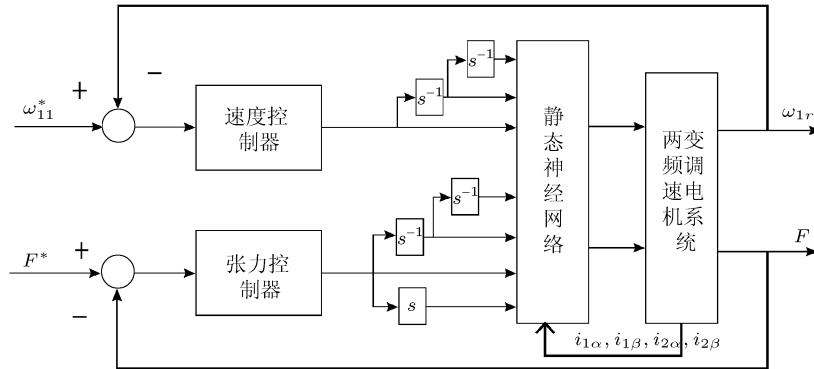 +
−
ω*₁₁
速度控
制器
s⁻¹
s⁻¹
静态神经网络
两变
频调
速电
机系
统
ω₁ᵣ
+
−
F*
张力控
制器
s⁻¹
s⁻¹
s
F
i₁α, i₁β, i₂α, i₂β